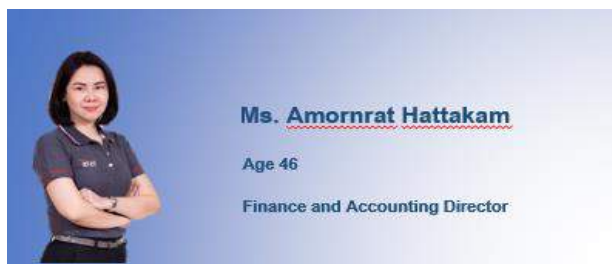 Ms. Amornrat Hattakam
Age 46
Finance and Accounting Director